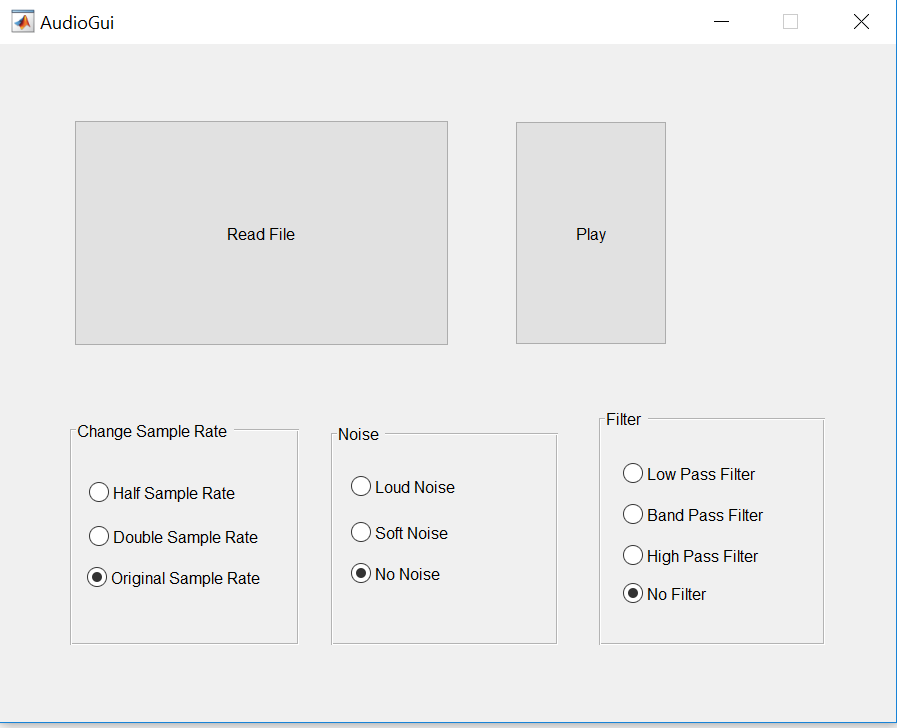 AudioGui
Read File
Play
Change Sample Rate
Half Sample Rate
Double Sample Rate
Original Sample Rate
Noise
Loud Noise
Soft Noise
No Noise
Filter
Low Pass Filter
Band Pass Filter
High Pass Filter
No Filter